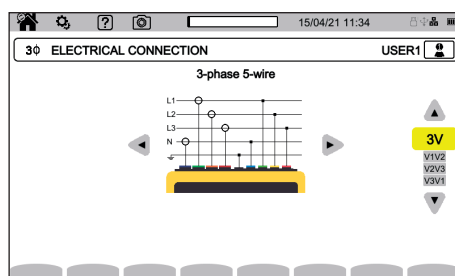 ?
15/04/21 11:34
3ϕ ELECTRICAL CONNECTION
USER1
3-phase 5-wire
L1
L2
L3
N
3V
V1V2
V2V3
V3V1